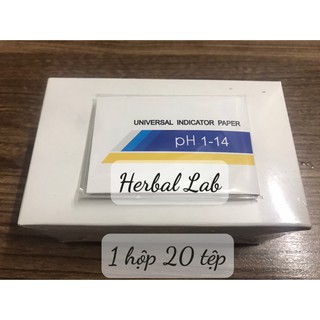 UNIVERSAL INDICATOR PAPER
pH 1-14
Herbal Lab
1 hộp 20 tệp